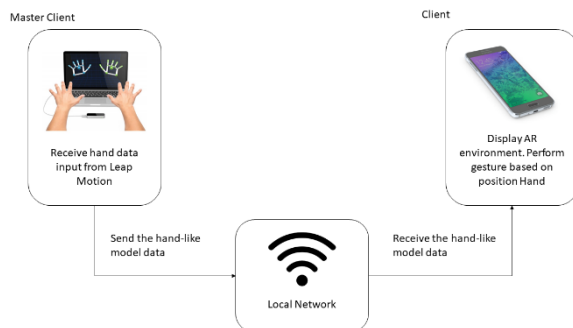 Master Client
Client
Receive hand data
input from Leap
Motion
Display AR
environment. Perform
gesture based on
position Hand
Send the hand-like
model data
Receive the hand-like
model data
Local Network